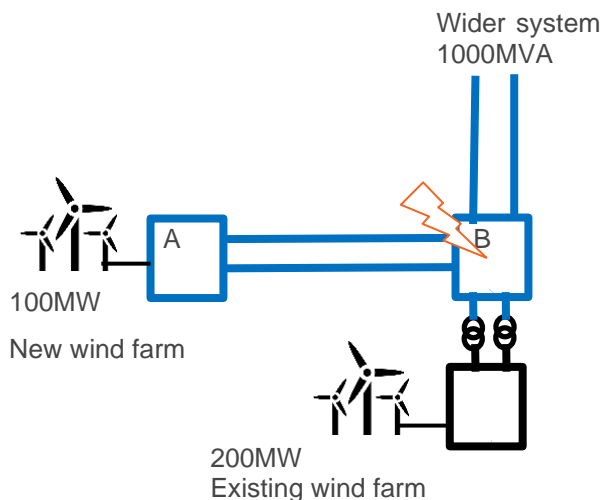 Wider system
1000MVA
A
B
100MW
New wind farm
200MW
Existing wind farm